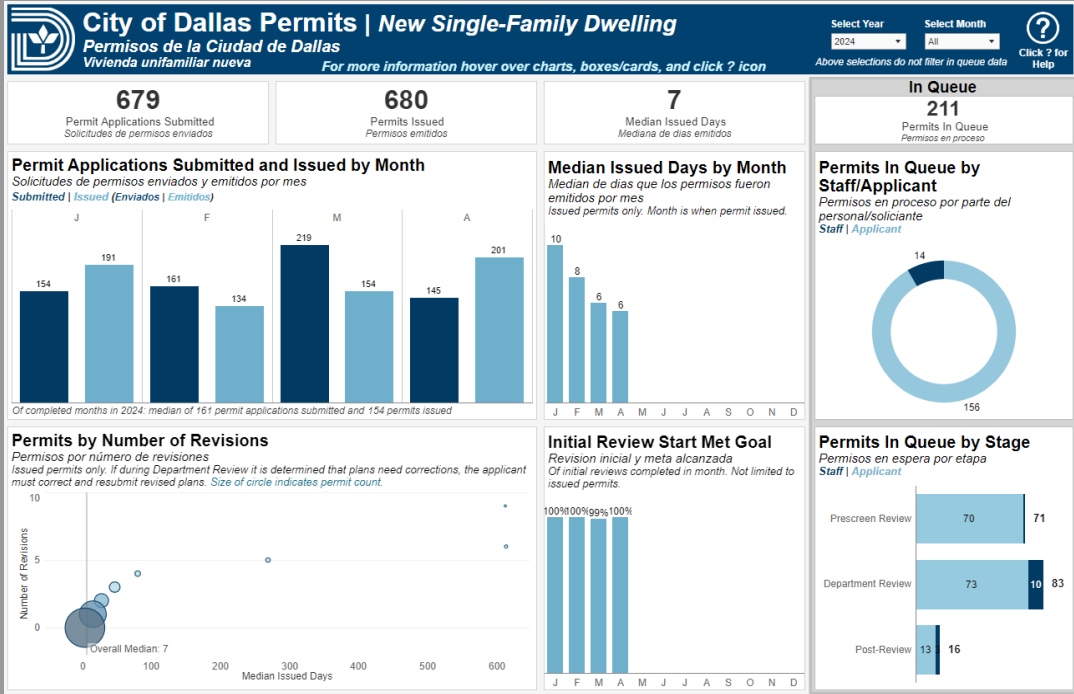 City of Dallas Permits | New Single-Family Dwelling
Permisos de la Ciudad de Dallas
Vivienda unifamiliar nueva
For more information hover over charts, boxes/cards, and click ? icon
Select Year
Select Month
2024
All
Above selections do not filter in queue data
?
Click ? for
Help
679
Permit Applications Submitted
Solicitudes de permisos enviados
680
Permits Issued
Permisos emitidos
7
Median Issued Days
Mediana de dias emitidos
In Queue
211
Permits In Queue
Permisos en proceso
Permit Applications Submitted and Issued by Month
Solicitudes de permisos enviados y emitidos por mes
Submitted | Issued (Enviados | Emitidos)
J F M A
154
191
161
134
219
154
145
201
Of completed months in 2024: median of 161 permit applications submitted and 154 permits issued
Median Issued Days by Month
Median de dias que los permisos fueron
emitidos por mes
Issued permits only. Month is when permit issued.
10
8
6
6
J F M A M J J A S O N D
Permits In Queue by
Staff/Applicant
Permisos en proceso por parte del
personal/soliciante
Staff | Applicant
14
156
Permits by Number of Revisions
Permisos por número de revisiones
Issued permits only. If during Department Review it is determined that plans need corrections, the applicant
must correct and resubmit revised plans. Size of circle indicates permit count.
Number of Revisions
10
5
0
Overall Median: 7
0 100 200 300 400 500 600
Median Issued Days
Initial Review Start Met Goal
Revision inicial y meta alcanzada
Of initial reviews completed in month. Not limited to
issued permits.
100% 100% 99% 100%
J F M A M J J A S O N D
Permits In Queue by Stage
Permisos en espera por etapa
Staff | Applicant
Prescreen Review 70 71
Department Review 73 10 83
Post-Review 13 16